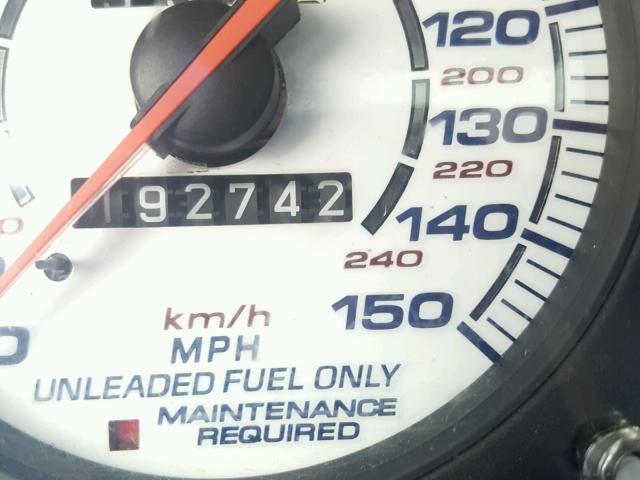 120
200
130
220
192742
140
240
150
km/h
MPH
UNLEADED FUEL ONLY
MAINTENANCE
REQUIRED